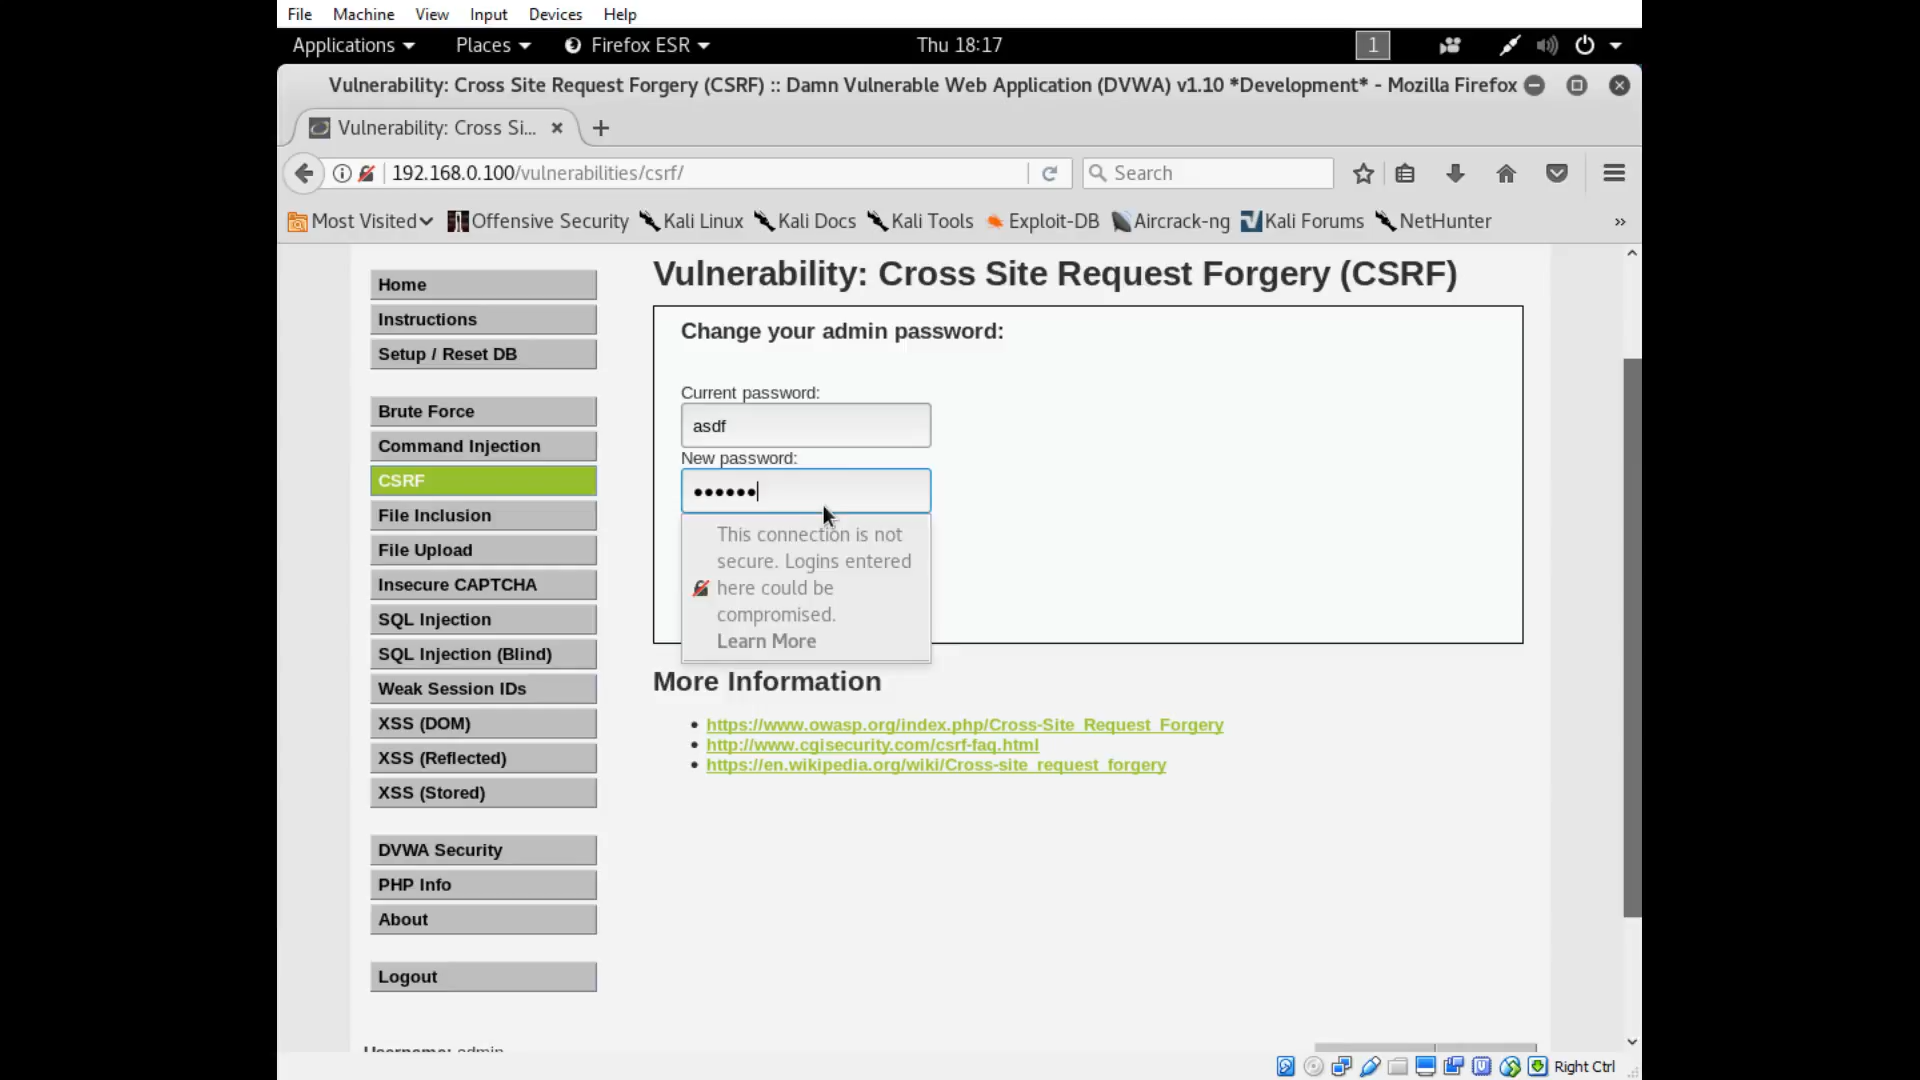 File Machine View Input Devices Help
Applications Places Firefox ESR Thu 18:17 1
Vulnerability: Cross Site Request Forgery (CSRF) :: Damn Vulnerable Web Application (DVWA) v1.10 *Development* - Mozilla Firefox
Vulnerability: Cross Si...
192.168.0.100/vulnerabilities/csrf/ Search
Most Visited Offensive Security Kali Linux Kali Docs Kali Tools Exploit-DB Aircrack-ng Kali Forums NetHunter »
Home
Instructions
Setup / Reset DB
Brute Force
Command Injection
CSRF
File Inclusion
File Upload
Insecure CAPTCHA
SQL Injection
SQL Injection (Blind)
Weak Session IDs
XSS (DOM)
XSS (Reflected)
XSS (Stored)
DVWA Security
PHP Info
About
Logout
Username: admin
Vulnerability: Cross Site Request Forgery (CSRF)
Change your admin password:
Current password:
asdf
New password:
●●●●●●
This connection is not
secure. Logins entered
here could be
compromised.
Learn More
More Information
https://www.owasp.org/index.php/Cross-Site_Request_Forgery
http://www.cgisecurity.com/csrf-faq.html
https://en.wikipedia.org/wiki/Cross-site_request_forgery
Right Ctrl